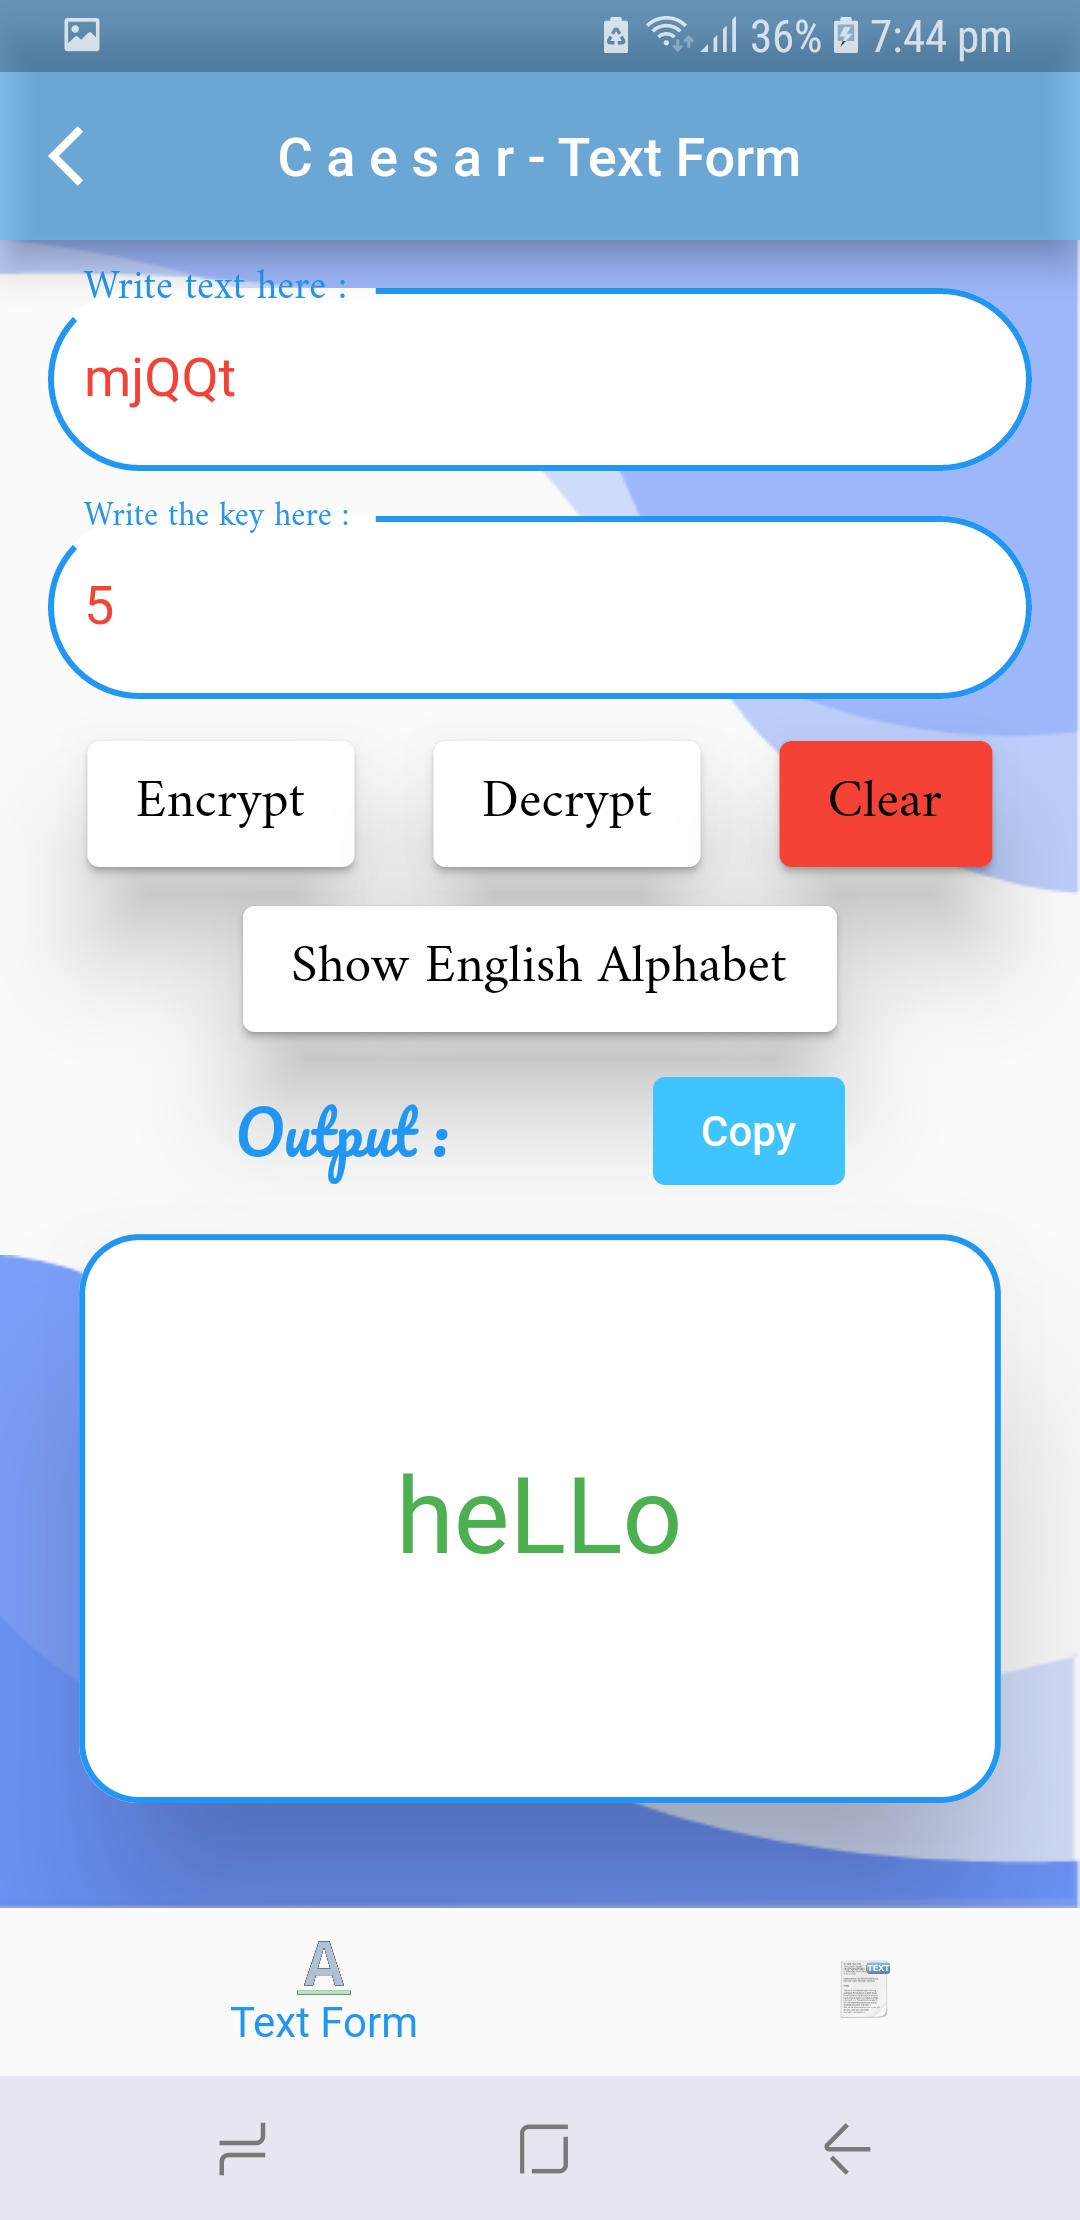 36% 7:44 pm
Caesar - Text Form
Write text here :
mjQQt
Write the key here :
5
Encrypt Decrypt Clear
Show English Alphabet
Output : Copy
heLLo
TEXT
Text Form